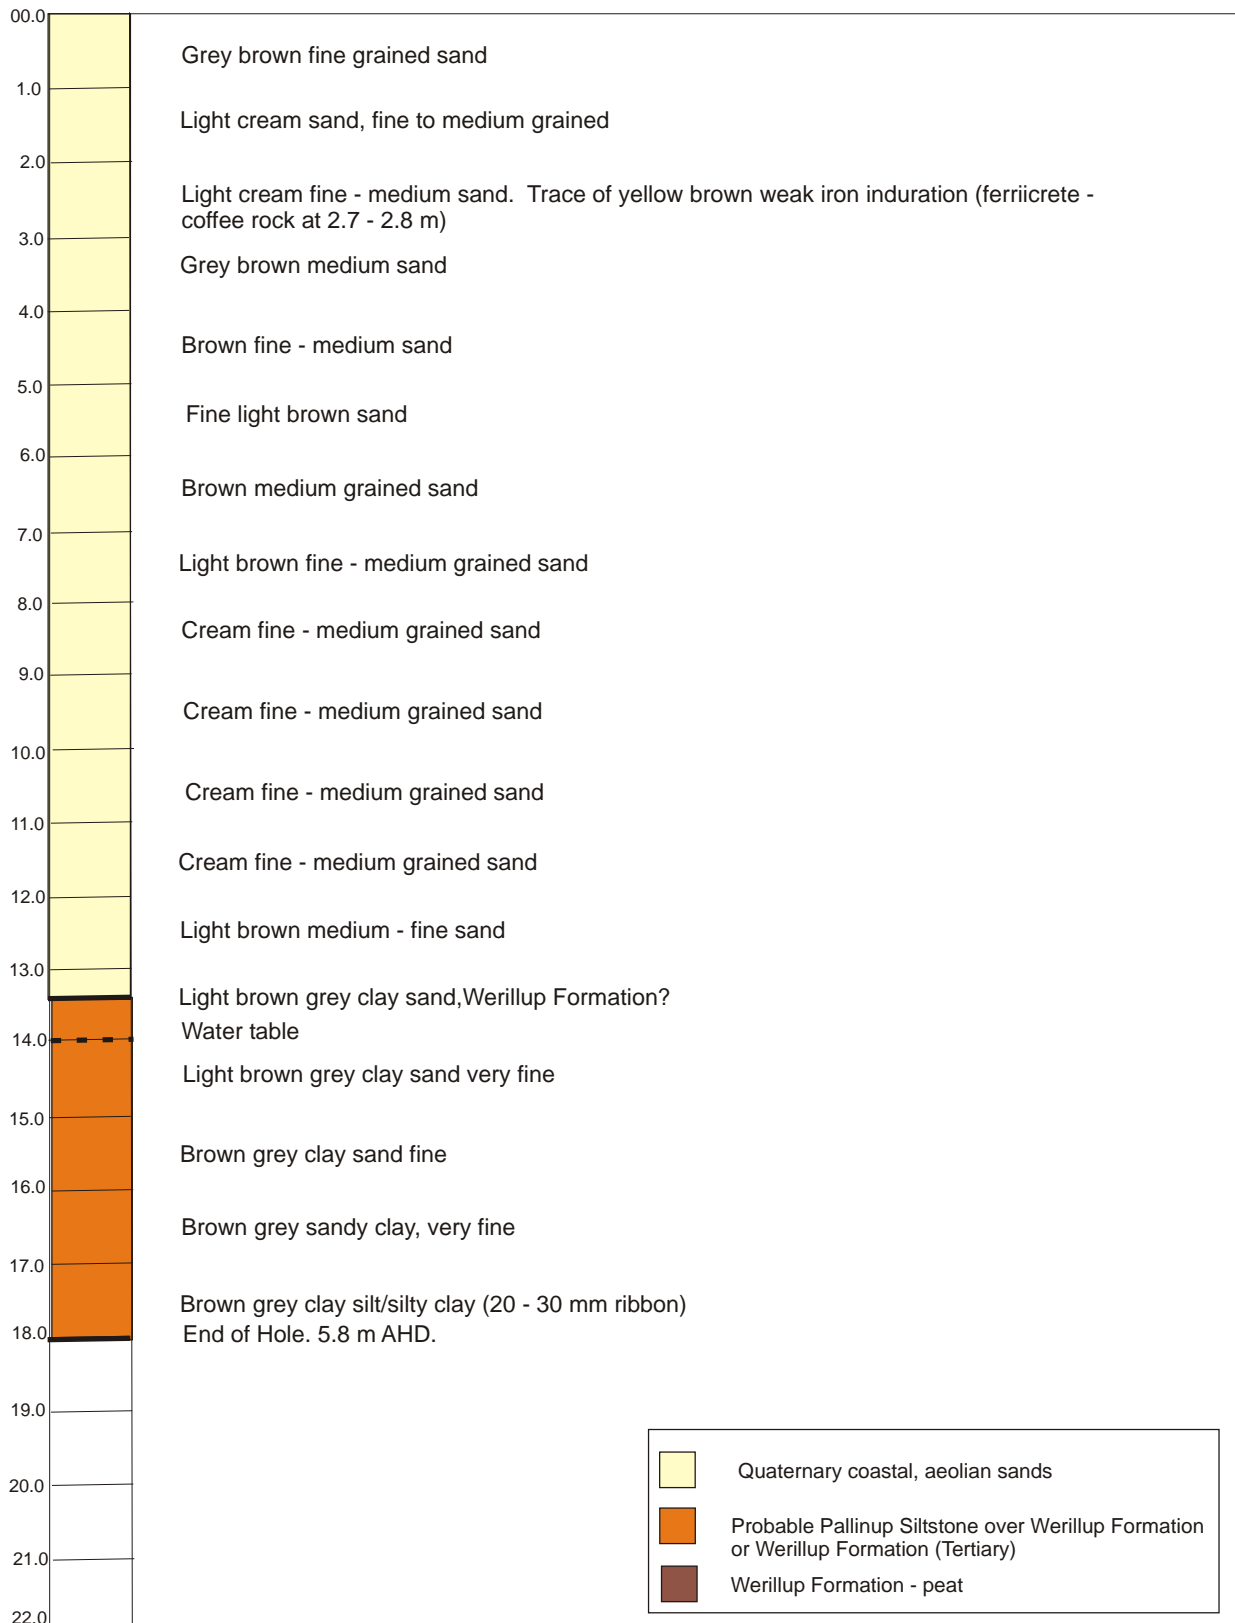 00.0
Grey brown fine grained sand
1.0
Light cream sand, fine to medium grained
2.0
Light cream fine - medium sand.  Trace of yellow brown weak iron induration (ferriicrete -
coffee rock at 2.7 - 2.8 m)
3.0
Grey brown medium sand
4.0
Brown fine - medium sand
5.0
Fine light brown sand
6.0
Brown medium grained sand
7.0
Light brown fine - medium grained sand
8.0
Cream fine - medium grained sand
9.0
Cream fine - medium grained sand
10.0
Cream fine - medium grained sand
11.0
Cream fine - medium grained sand
12.0
Light brown medium - fine sand
13.0
Light brown grey clay sand,Werillup Formation?
Water table
14.0
Light brown grey clay sand very fine
15.0
Brown grey clay sand fine
16.0
Brown grey sandy clay, very fine
17.0
Brown grey clay silt/silty clay (20 - 30 mm ribbon)
18.0
End of Hole. 5.8 m AHD.
19.0
20.0
21.0
22.0
Quaternary coastal, aeolian sands
Probable Pallinup Siltstone over Werillup Formation
or Werillup Formation (Tertiary)
Werillup Formation - peat